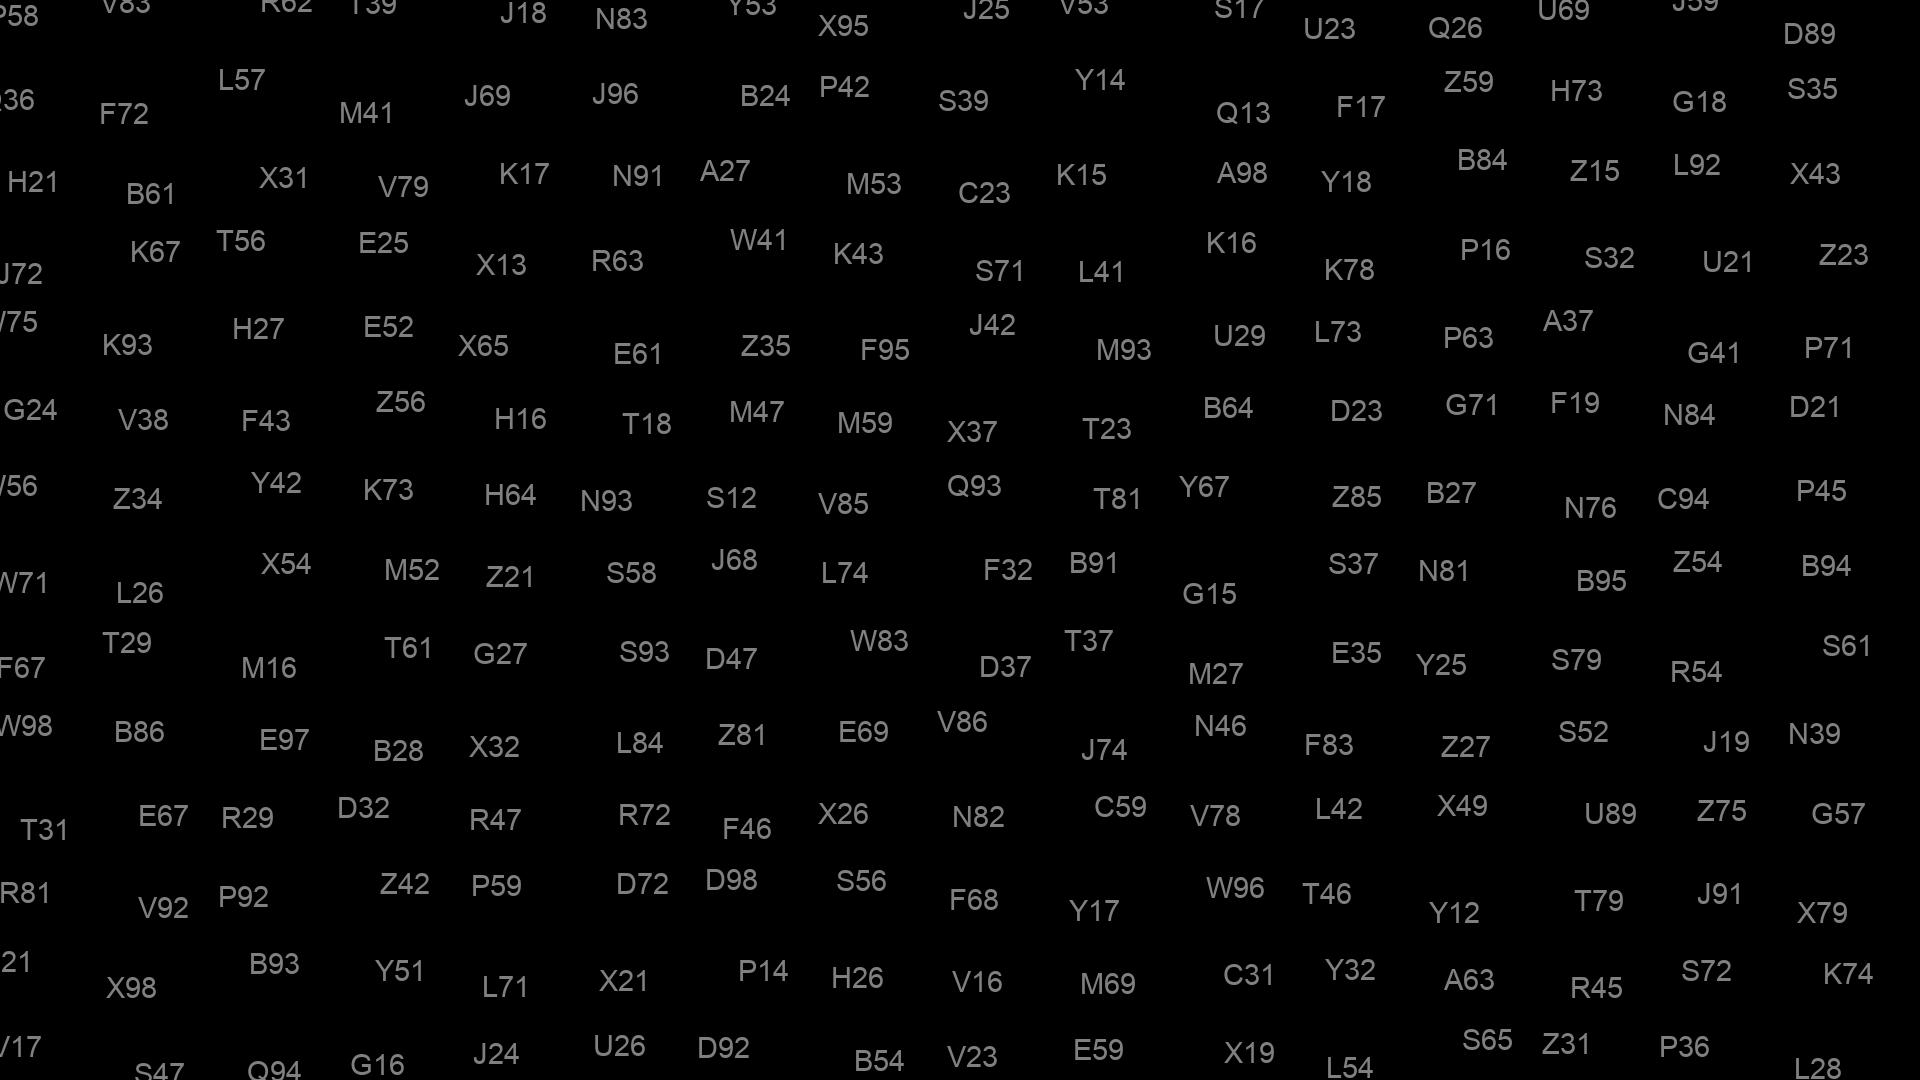 P58 V83 R62 T39 J18 N83 Y53 X95 J25 V53 S17 U23 Q26 U69 J59 D89
F72 L57 M41 J69 J96 B24 P42 S39 Y14 Q13 F17 Z59 H73 G18 S35
H21 B61 X31 V79 K17 N91 A27 M53 C23 K15 A98 Y18 B84 Z15 L92 X43
J72 K67 T56 E25 X13 R63 W41 K43 S71 L41 K16 K78 P16 S32 U21 Z23
K93 H27 E52 X65 E61 Z35 F95 J42 M93 U29 L73 P63 A37 G41 P71
G24 V38 F43 Z56 H16 T18 M47 M59 X37 T23 B64 D23 G71 F19 N84 D21
Z34 Y42 K73 H64 N93 S12 V85 Q93 T81 Y67 Z85 B27 N76 C94 P45
W71 L26 X54 M52 Z21 S58 J68 L74 F32 B91 G15 S37 N81 B95 Z54 B94
F67 T29 M16 T61 G27 S93 D47 W83 D37 T37 M27 E35 Y25 S79 R54 S61
W98 B86 E97 B28 X32 L84 Z81 E69 V86 J74 N46 F83 Z27 S52 J19 N39
T31 E67 R29 D32 R47 R72 F46 X26 N82 C59 V78 L42 X49 U89 Z75 G57
R81 V92 P92 Z42 P59 D72 D98 S56 F68 Y17 W96 T46 Y12 T79 J91 X79
X98 B93 Y51 L71 X21 P14 H26 V16 M69 C31 Y32 A63 R45 S72 K74
V17 S47 Q94 G16 J24 U26 D92 B54 V23 E59 X19 L54 S65 Z31 P36 L28